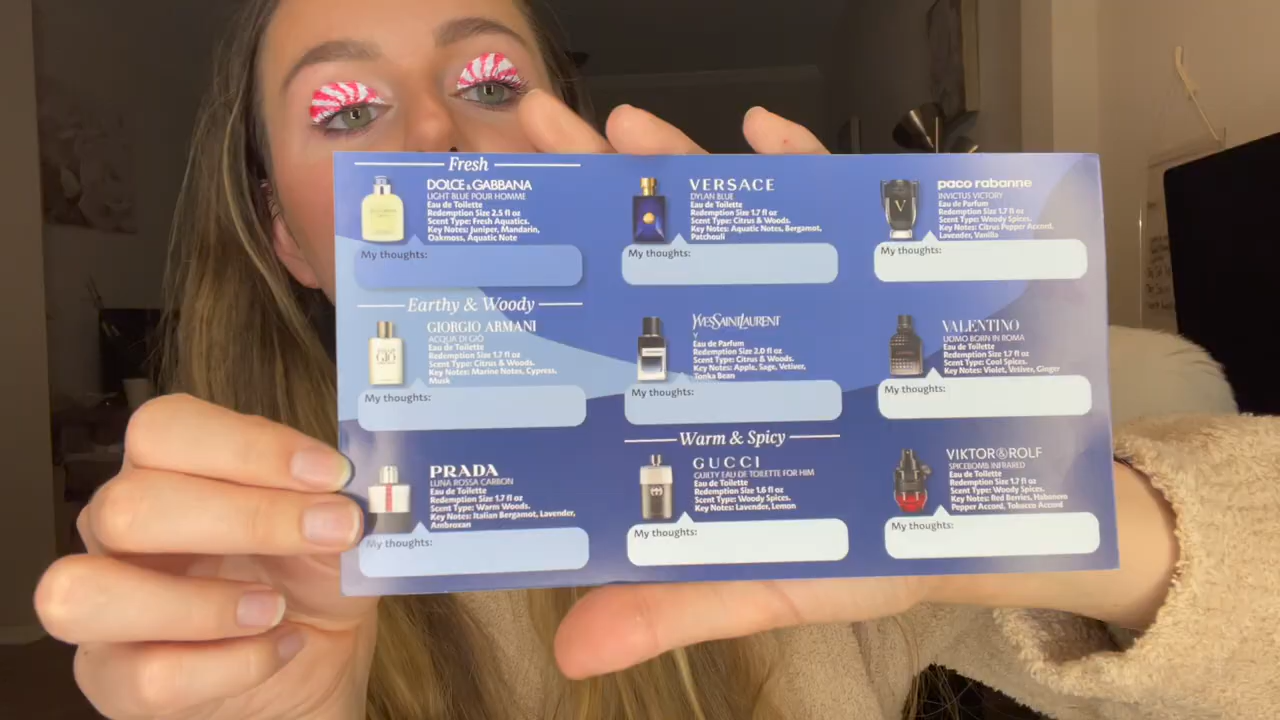 Fresh
DOLCE & GABBANA
LIGHT BLUE POUR HOMME
Eau de Toilette
Redemption Size 2.5 fl oz
Scent Type: Fresh Aquatics.
Key Notes: Juniper, Mandarin,
Oakmoss, Aquatic Note
My thoughts:
VERSACE
DYLAN BLUE
Eau de Toilette
Redemption Size 1.7 fl oz
Scent Type: Citrus & Woods.
Key Notes: Aquatic Notes, Bergamot,
Patchouli
My thoughts:
paco rabanne
INVICTUS VICTORY
Eau de Parfum
Redemption Size 1.7 fl oz
Scent Type: Woody Spices.
Key Notes: Citrus Pepper Accord,
Lavender, Vanilla
My thoughts:
Earthy & Woody
GIORGIO ARMANI
ACQUA DI GIÒ
Eau de Toilette
Redemption Size 1.7 fl oz
Scent Type: Citrus & Woods.
Key Notes: Marine Notes, Cypress,
Musk
My thoughts:
YVESSAINTLAURENT
Y
Eau de Parfum
Redemption Size 2.0 fl oz
Scent Type: Citrus & Woods.
Key Notes: Apple, Sage, Vetiver,
Tonka Bean
My thoughts:
VALENTINO
UOMO BORN IN ROMA
Eau de Toilette
Redemption Size 1.7 fl oz
Scent Type: Cool Spices.
Key Notes: Violet, Vetiver, Ginger
My thoughts:
PRADA
LUNA ROSSA CARBON
Eau de Toilette
Redemption Size 1.7 fl oz
Scent Type: Warm Woods.
Key Notes: Italian Bergamot, Lavender,
Ambroxan
My thoughts:
Warm & Spicy
GUCCI
GUILTY EAU DE TOILETTE FOR HIM
Eau de Toilette
Redemption Size 1.6 fl oz
Scent Type: Woody Spices.
Key Notes: Lavender, Lemon
My thoughts:
VIKTOR&ROLF
SPICEBOMB INFRARED
Eau de Toilette
Redemption Size 1.7 fl oz
Scent Type: Woody Spices.
Key Notes: Red Berries, Habanero
Pepper Accord, Tobacco Accord
My thoughts: